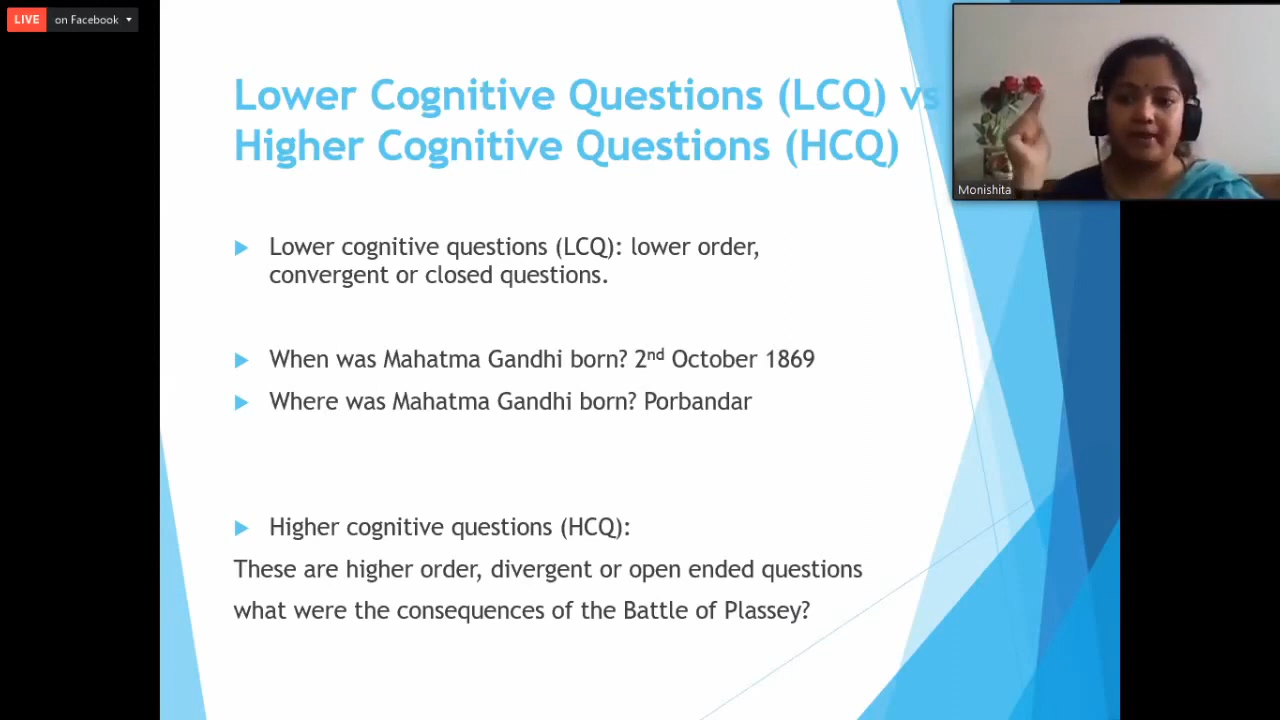 LIVE on Facebook
Lower Cognitive Questions (LCQ) vs
Higher Cognitive Questions (HCQ)
Monishita
Lower cognitive questions (LCQ): lower order,
convergent or closed questions.
When was Mahatma Gandhi born? 2nd October 1869
Where was Mahatma Gandhi born? Porbandar
Higher cognitive questions (HCQ):
These are higher order, divergent or open ended questions
what were the consequences of the Battle of Plassey?